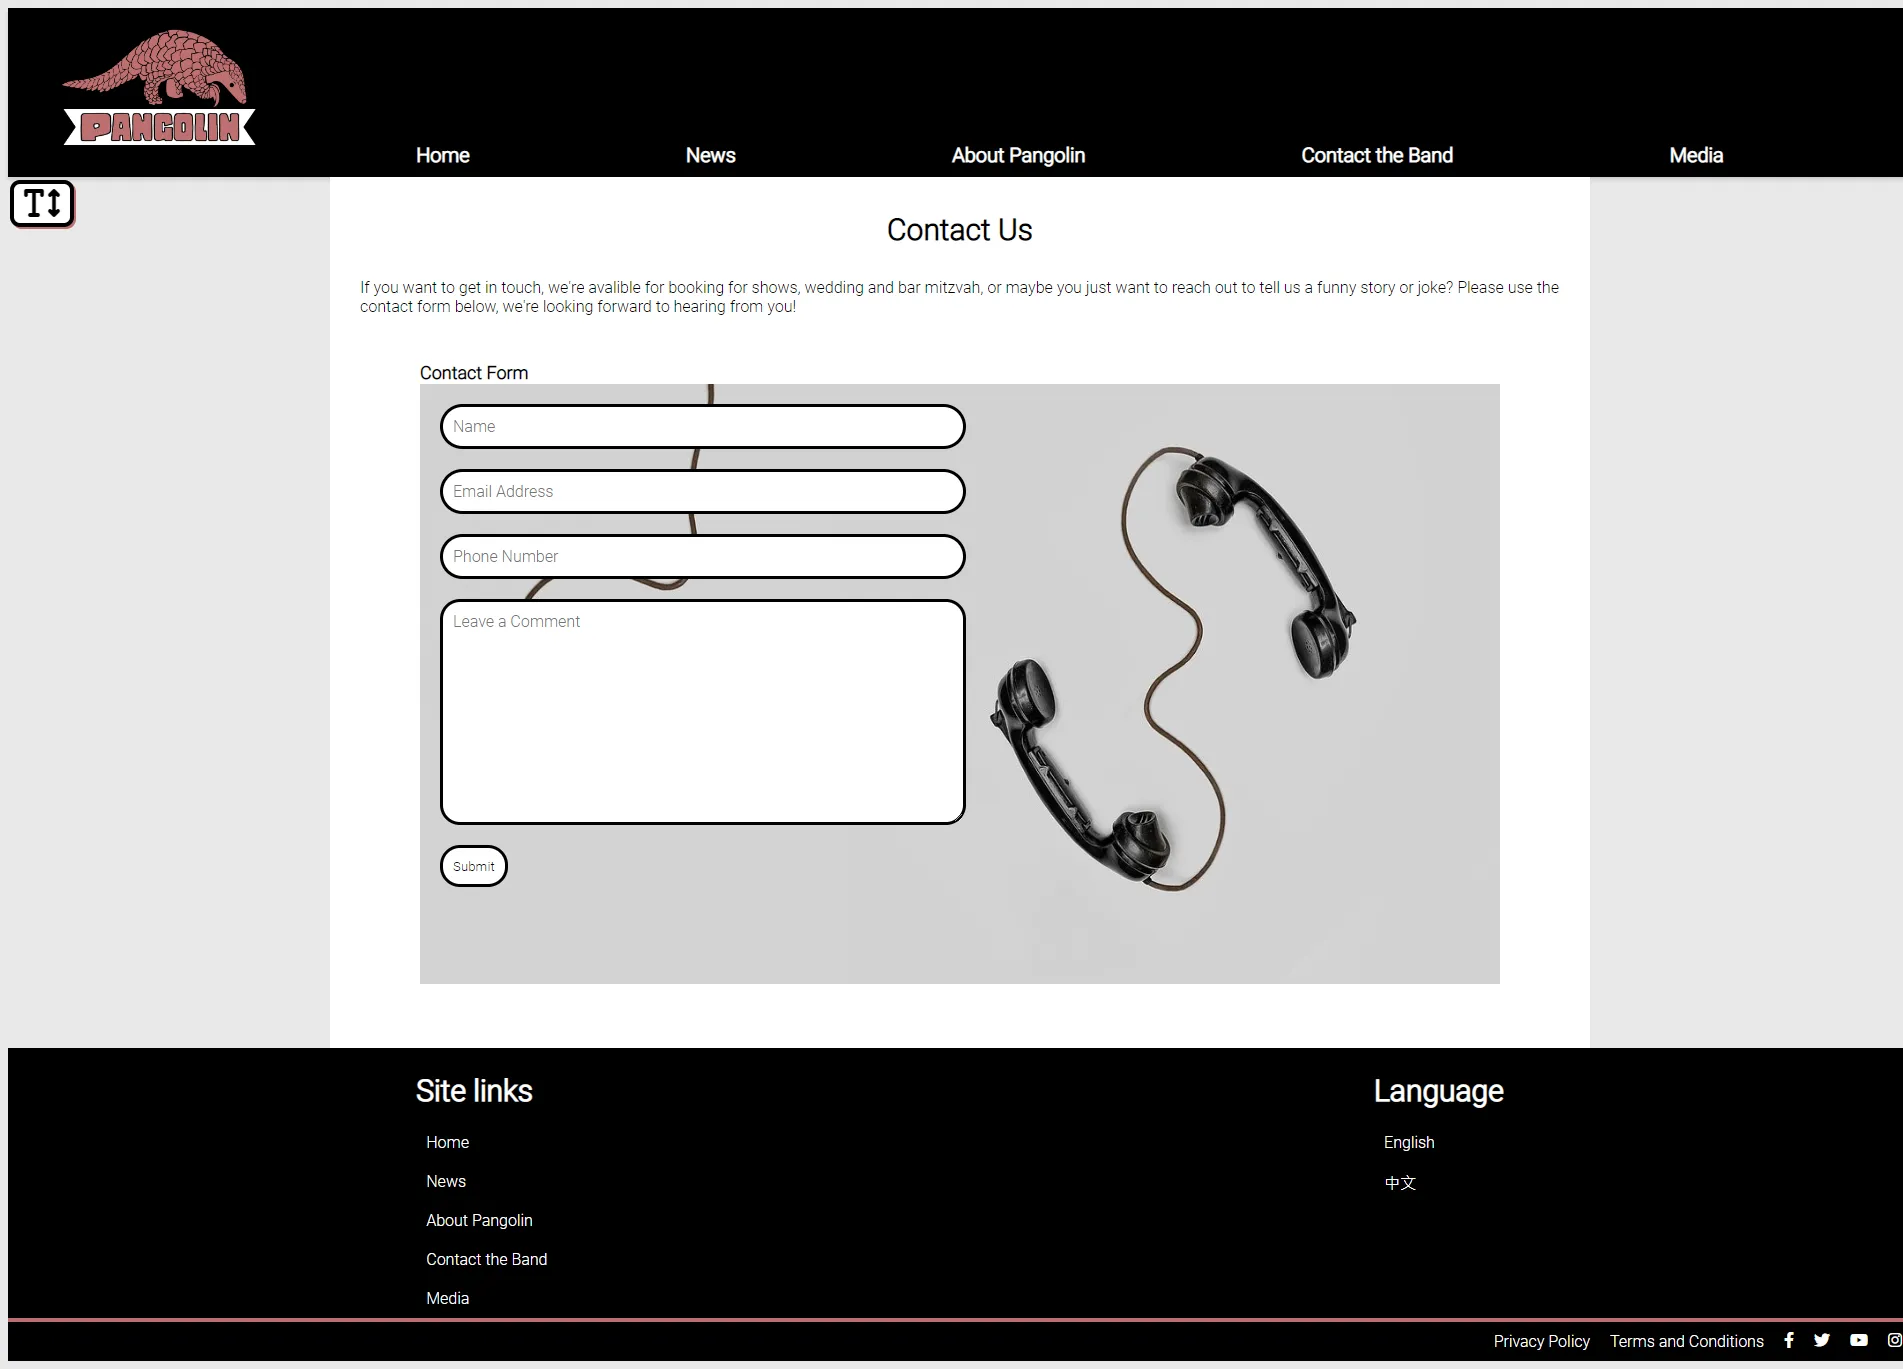 PANGOLIN
Home
News
About Pangolin
Contact the Band
Media
T
Contact Us
If you want to get in touch, we're avalible for booking for shows, wedding and bar mitzvah, or maybe you just want to reach out to tell us a funny story or joke? Please use the
contact form below, we're looking forward to hearing from you!
Contact Form
Name
Email Address
Phone Number
Leave a Comment
Submit
Site links
Home
News
About Pangolin
Contact the Band
Media
Language
English
中文
Privacy Policy
Terms and Conditions